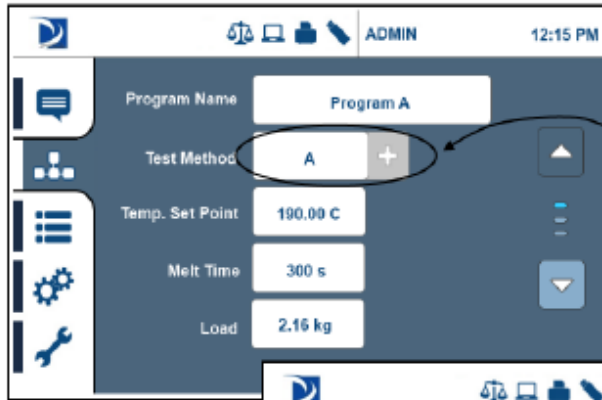 ADMIN 12:15 PM
Program Name Program A
Test Method A +
Temp. Set Point 190.00 C
Melt Time 300 s
Load 2.16 kg